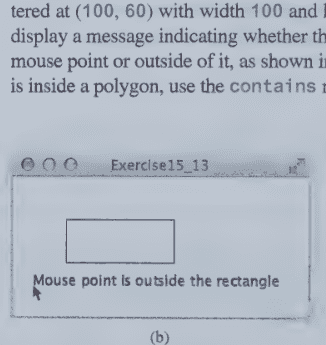 tered at (100, 60) with width 100 and
display a message indicating whether th
mouse point or outside of it, as shown i
is inside a polygon, use the contains
Exercise15_13
Mouse point is outside the rectangle
(b)